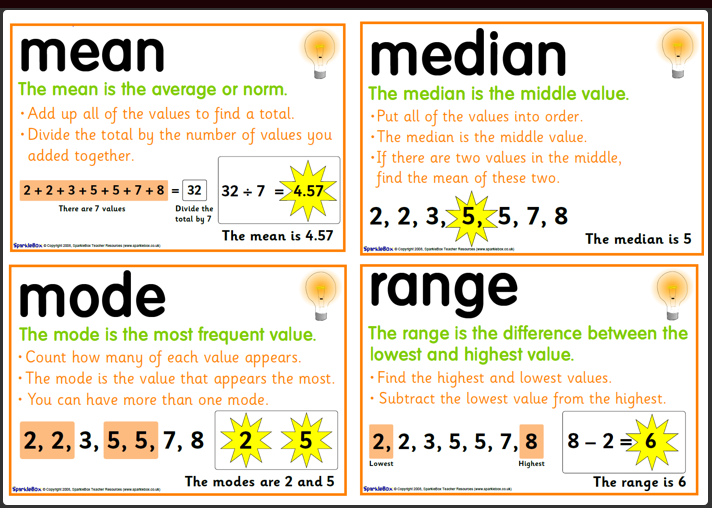 mean
The mean is the average or norm.
• Add up all of the values to find a total.
• Divide the total by the number of values you
added together.
2 + 2 + 3 + 5 + 5 + 7 + 8 = 32
There are 7 values
Divide the
total by 7
32 ÷ 7 = 4.57
The mean is 4.57
SparkleBox © Copyright 2008, SparkleBox Teacher Resources (www.sparklebox.co.uk)
median
The median is the middle value.
• Put all of the values into order.
• The median is the middle value.
• If there are two values in the middle,
find the mean of these two.
2, 2, 3, 5, 5, 7, 8
The median is 5
SparkleBox © Copyright 2008, SparkleBox Teacher Resources (www.sparklebox.co.uk)
mode
The mode is the most frequent value.
• Count how many of each value appears.
• The mode is the value that appears the most.
• You can have more than one mode.
2, 2, 3, 5, 5, 7, 8
2 5
The modes are 2 and 5
SparkleBox © Copyright 2008, SparkleBox Teacher Resources (www.sparklebox.co.uk)
range
The range is the difference between the
lowest and highest value.
• Find the highest and lowest values.
• Subtract the lowest value from the highest.
2, 2, 3, 5, 5, 7, 8
Lowest
Highest
8 – 2 = 6
The range is 6
SparkleBox © Copyright 2008, SparkleBox Teacher Resources (www.sparklebox.co.uk)